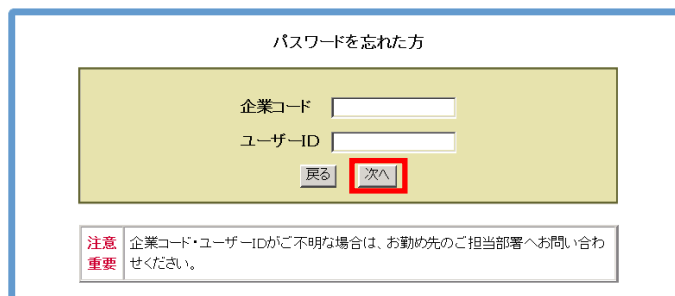 パスワードを忘れた方
企業コード
ユーザーID
戻る 次へ
注意 企業コード・ユーザーIDがご不明な場合は、お勤め先のご担当部署へお問い合わ
重要 せください。